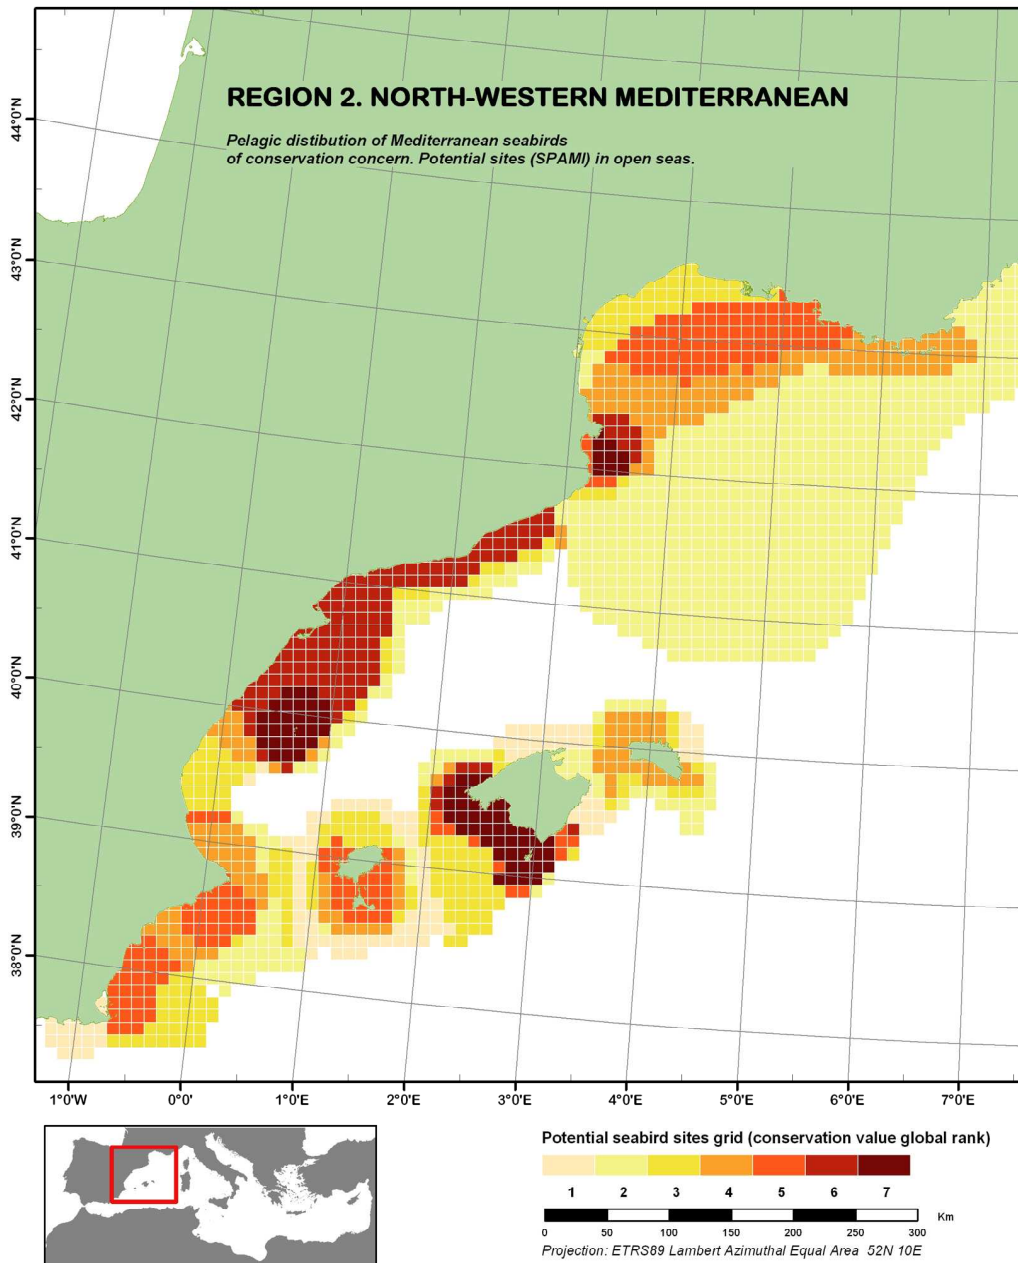 REGION 2. NORTH-WESTERN MEDITERRANEAN
Pelagic distibution of Mediterranean seabirds
of conservation concern. Potential sites (SPAMI) in open seas.
44°0'N
43°0'N
42°0'N
41°0'N
40°0'N
39°0'N
38°0'N
1°0'W 0°0' 1°0'E 2°0'E 3°0'E 4°0'E 5°0'E 6°0'E 7°0'E
Potential seabird sites grid (conservation value global rank)
1 2 3 4 5 6 7
Km
0 50 100 150 200 250 300
Projection: ETRS89 Lambert Azimuthal Equal Area 52N 10E